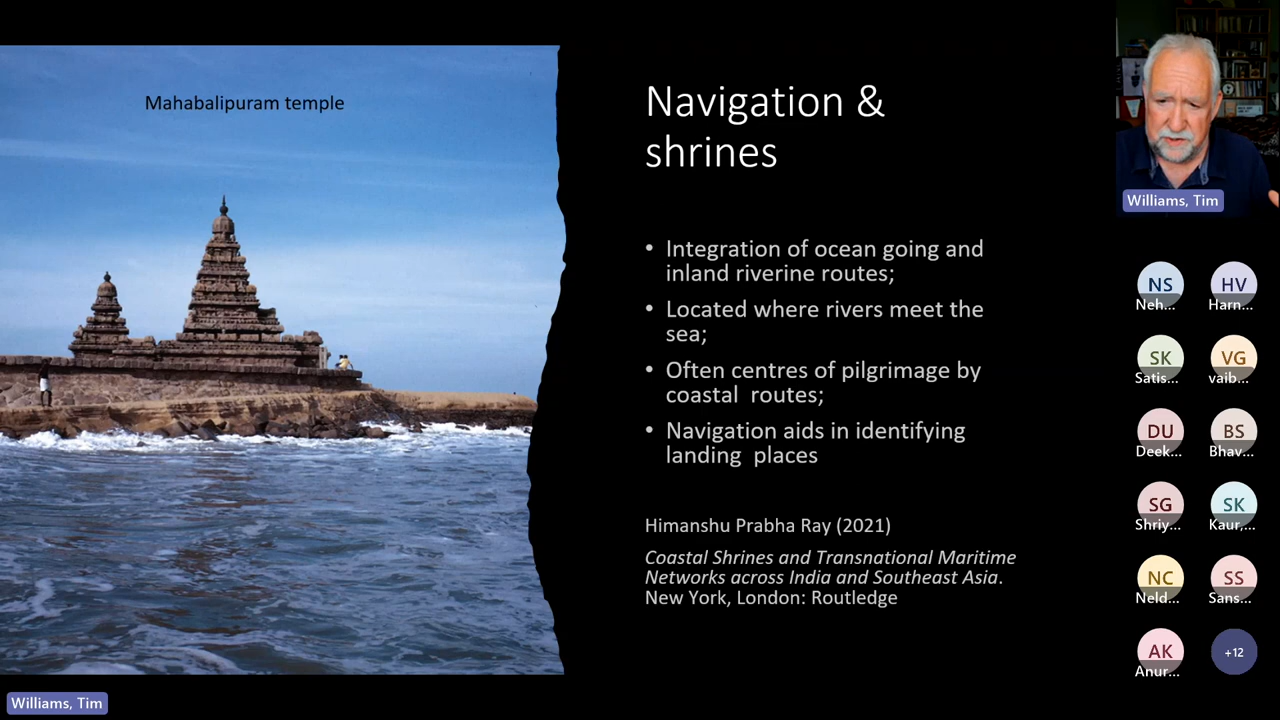 Mahabalipuram temple
Navigation &
shrines
• Integration of ocean going and
inland riverine routes;
• Located where rivers meet the
sea;
• Often centres of pilgrimage by
coastal  routes;
• Navigation aids in identifying
landing  places
Himanshu Prabha Ray (2021)
Coastal Shrines and Transnational Maritime
Networks across India and Southeast Asia.
New York, London: Routledge
Williams, Tim
NS
Neh...
HV
Harn...
SK
Satis...
VG
vaib...
DU
Deek...
BS
Bhav...
SG
Shriy...
SK
Kaur,...
NC
Neld...
SS
Sans...
AK
Anur...
+12
Williams, Tim